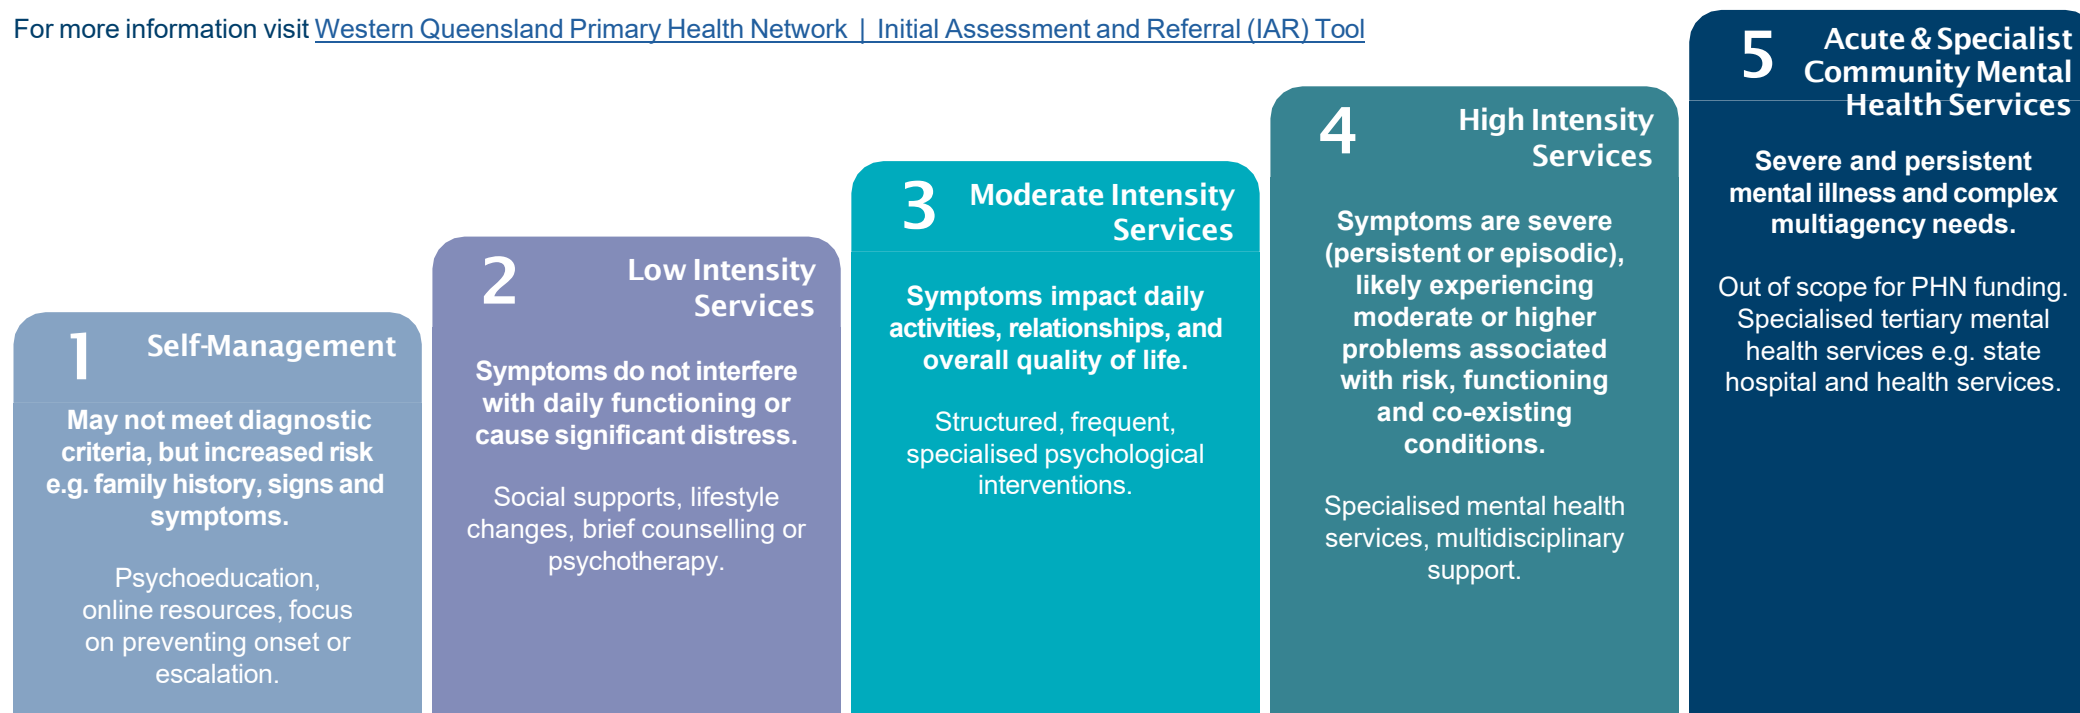 For more information visit Western Queensland Primary Health Network | Initial Assessment and Referral (IAR) Tool
1
Self-Management
May not meet diagnostic
criteria, but increased risk
e.g. family history, signs and
symptoms.
Psychoeducation,
online resources, focus
on preventing onset or
escalation.
2
Low Intensity
Services
Symptoms do not interfere
with daily functioning or
cause significant distress.
Social supports, lifestyle
changes, brief counselling or
psychotherapy.
3
Moderate Intensity
Services
Symptoms impact daily
activities, relationships, and
overall quality of life.
Structured, frequent,
specialised psychological
interventions.
4
High Intensity
Services
Symptoms are severe
(persistent or episodic),
likely experiencing
moderate or higher
problems associated
with risk, functioning
and co-existing
conditions.
Specialised mental health
services, multidisciplinary
support.
5
Acute & Specialist
Community Mental
Health Services
Severe and persistent
mental illness and complex
multiagency needs.
Out of scope for PHN funding.
Specialised tertiary mental
health services e.g. state
hospital and health services.